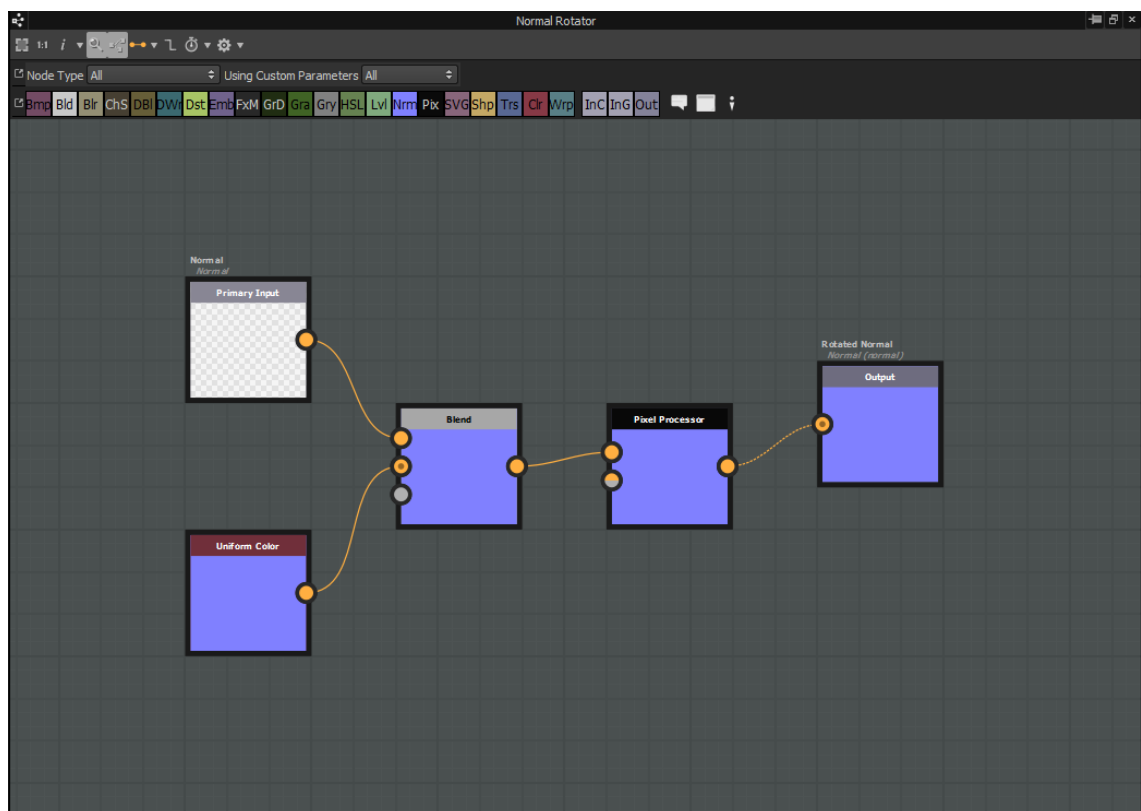 Normal Rotator
1:1 i
Node Type All Using Custom Parameters All
Bmp Bld Blr ChS DBl DWr Dst Emb FxM GrD Gra Gry HSL Lvl Nrm Pix SVG Shp Trs Clr Wrp InC InG Out
Normal
Normal
Primary Input
Rotated Normal
Normal (normal)
Output
Blend
Pixel Processor
Uniform Color